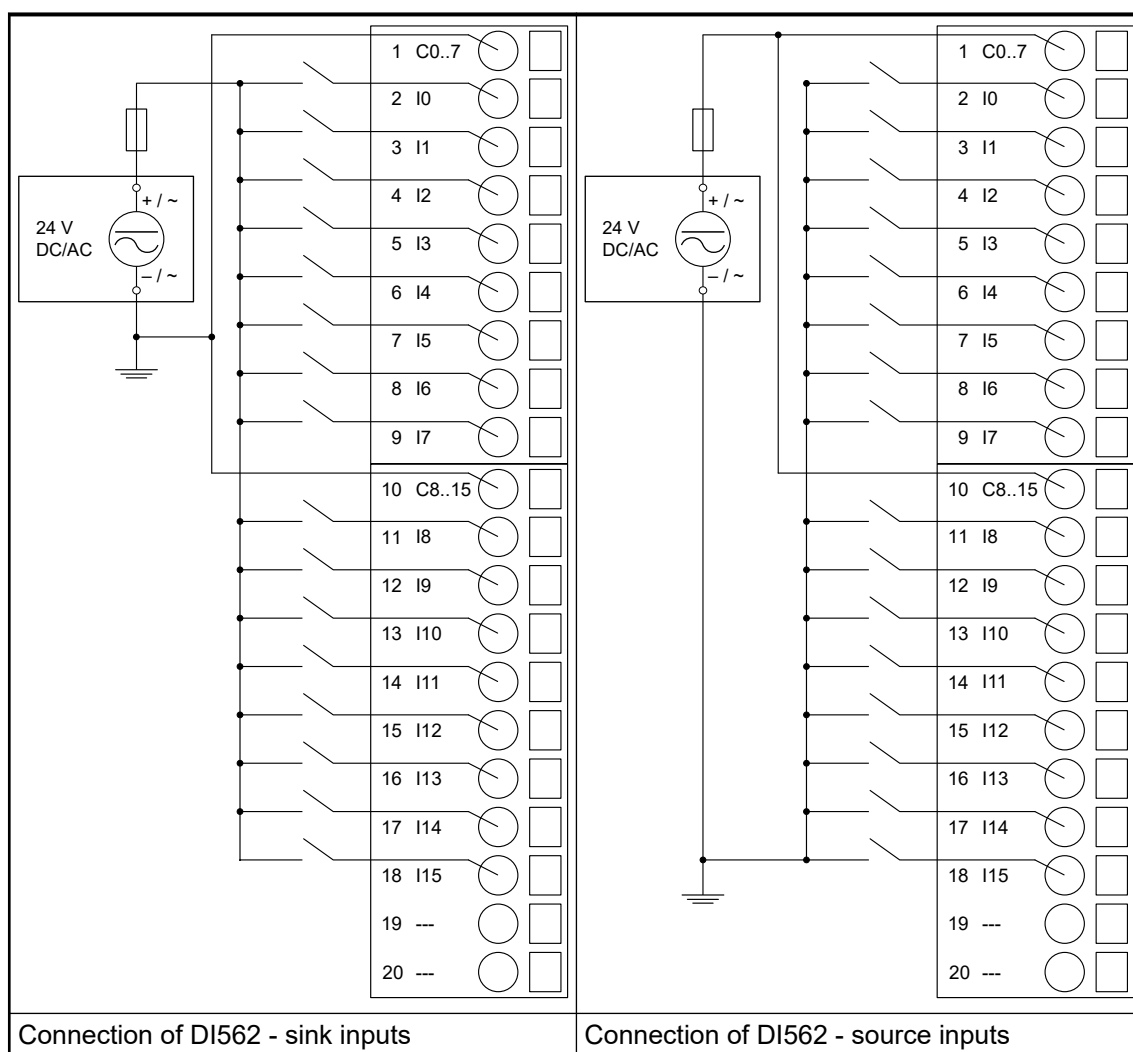 1 C0..7
2 I0
3 I1
4 I2
5 I3
6 I4
7 I5
8 I6
9 I7
10 C8..15
11 I8
12 I9
13 I10
14 I11
15 I12
16 I13
17 I14
18 I15
19 ---
20 ---
+ / ~
24 V
DC/AC
– / ~
Connection of DI562 - sink inputs
1 C0..7
2 I0
3 I1
4 I2
5 I3
6 I4
7 I5
8 I6
9 I7
10 C8..15
11 I8
12 I9
13 I10
14 I11
15 I12
16 I13
17 I14
18 I15
19 ---
20 ---
+ / ~
24 V
DC/AC
– / ~
Connection of DI562 - source inputs